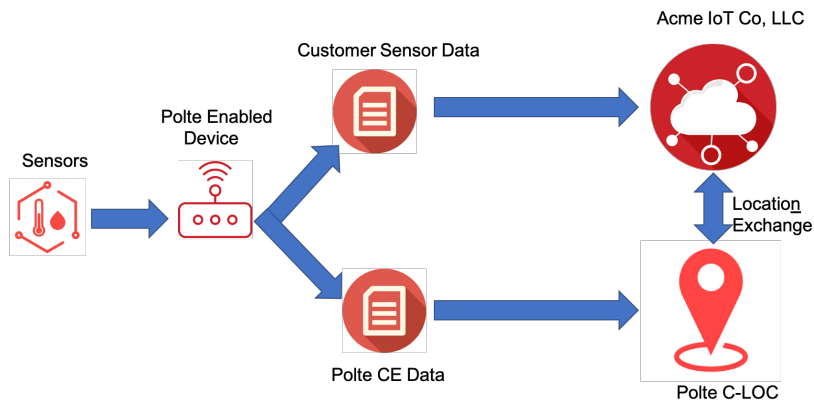 Acme IoT Co, LLC
Customer Sensor Data
Polte Enabled
Device
Sensors
Location
Exchange
Polte CE Data
Polte C-LOC